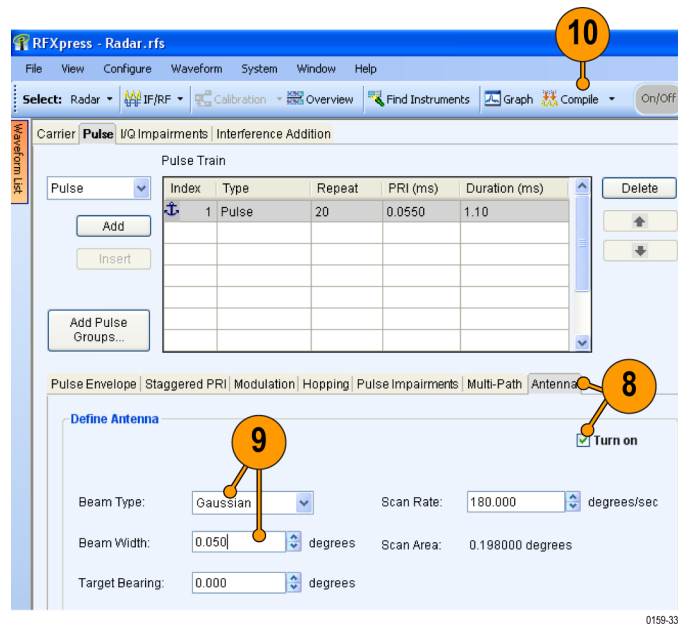 10
RFXpress - Radar.rfs
File View Configure Waveform System Window Help
Select: Radar IF/RF Calibration Overview Find Instruments Graph Compile On/Off
Waveform List
Carrier Pulse I/Q Impairments Interference Addition
Pulse Train
Pulse
Index Type Repeat PRI (ms) Duration (ms)
Delete
1 Pulse 20 0.0550 1.10
Add
Insert
Add Pulse
Groups...
Pulse Envelope Staggered PRI Modulation Hopping Pulse Impairments Multi-Path Antenna
8
Define Antenna
9
Turn on
Beam Type: Gaussian Scan Rate: 180.000 degrees/sec
Beam Width: 0.050 degrees Scan Area: 0.198000 degrees
Target Bearing: 0.000 degrees
0159-33